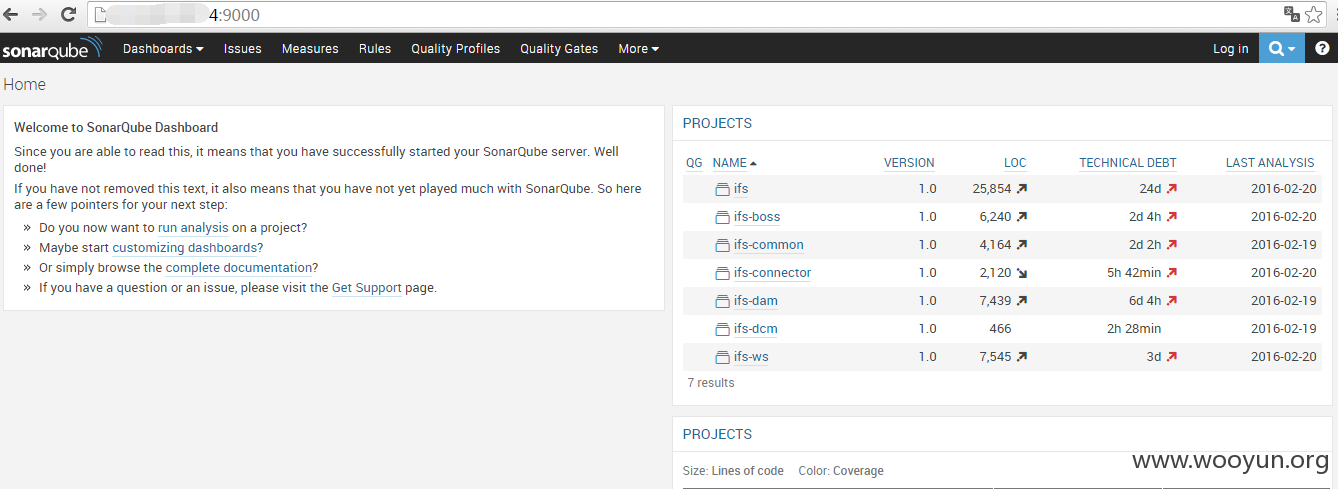 4:9000
sonarqube Dashboards Issues Measures Rules Quality Profiles Quality Gates More Log in ?
Home
Welcome to SonarQube Dashboard
Since you are able to read this, it means that you have successfully started your SonarQube server. Well
done!
If you have not removed this text, it also means that you have not yet played much with SonarQube. So here
are a few pointers for your next step:
» Do you now want to run analysis on a project?
» Maybe start customizing dashboards?
» Or simply browse the complete documentation?
» If you have a question or an issue, please visit the Get Support page.
PROJECTS
QG NAME VERSION LOC TECHNICAL DEBT LAST ANALYSIS
ifs 1.0 25,854 24d 2016-02-20
ifs-boss 1.0 6,240 2d 4h 2016-02-20
ifs-common 1.0 4,164 2d 2h 2016-02-19
ifs-connector 1.0 2,120 5h 42min 2016-02-20
ifs-dam 1.0 7,439 6d 4h 2016-02-19
ifs-dcm 1.0 466 2h 28min 2016-02-19
ifs-ws 1.0 7,545 3d 2016-02-20
7 results
PROJECTS
Size: Lines of code Color: Coverage
www.wooyun.org